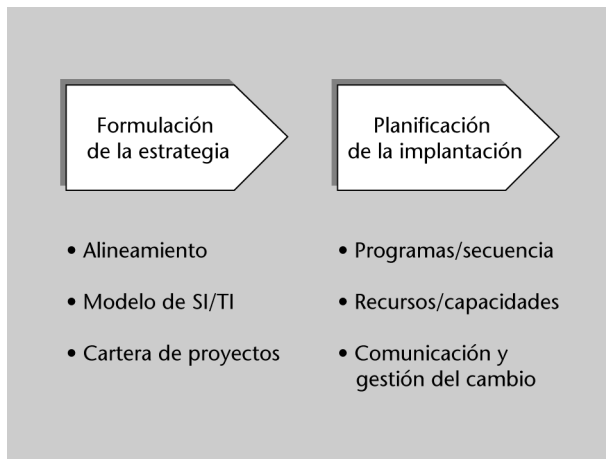 Formulación
de la estrategia
• Alineamiento
• Modelo de SI/TI
• Cartera de proyectos
Planificación
de la implantación
• Programas/secuencia
• Recursos/capacidades
• Comunicación y
gestión del cambio